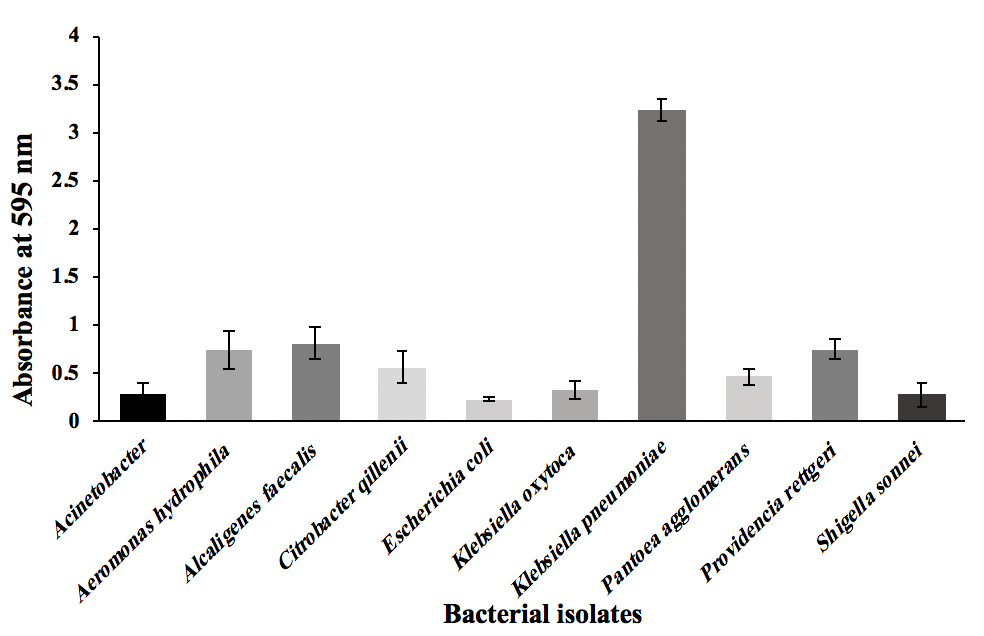 4
3.5
3
2.5
2
1.5
1
0.5
0
Absorbance at 595 nm
Acinetobacter
Aeromonas hydrophila
Alcaligenes faecalis
Citrobacter qillenii
Escherichia coli
Klebsiella oxytoca
Klebsiella pneumoniae
Pantoea agglomerans
Providencia rettgeri
Shigella sonnei
Bacterial isolates